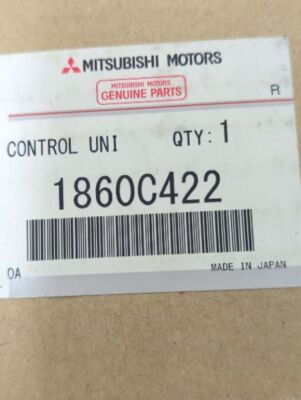 MITSUBISHI MOTORS
MITSUBISHI MOTORS
GENUINE PARTS
R
CONTROL UNI QTY: 1
1860C422
OA MADE IN JAPAN